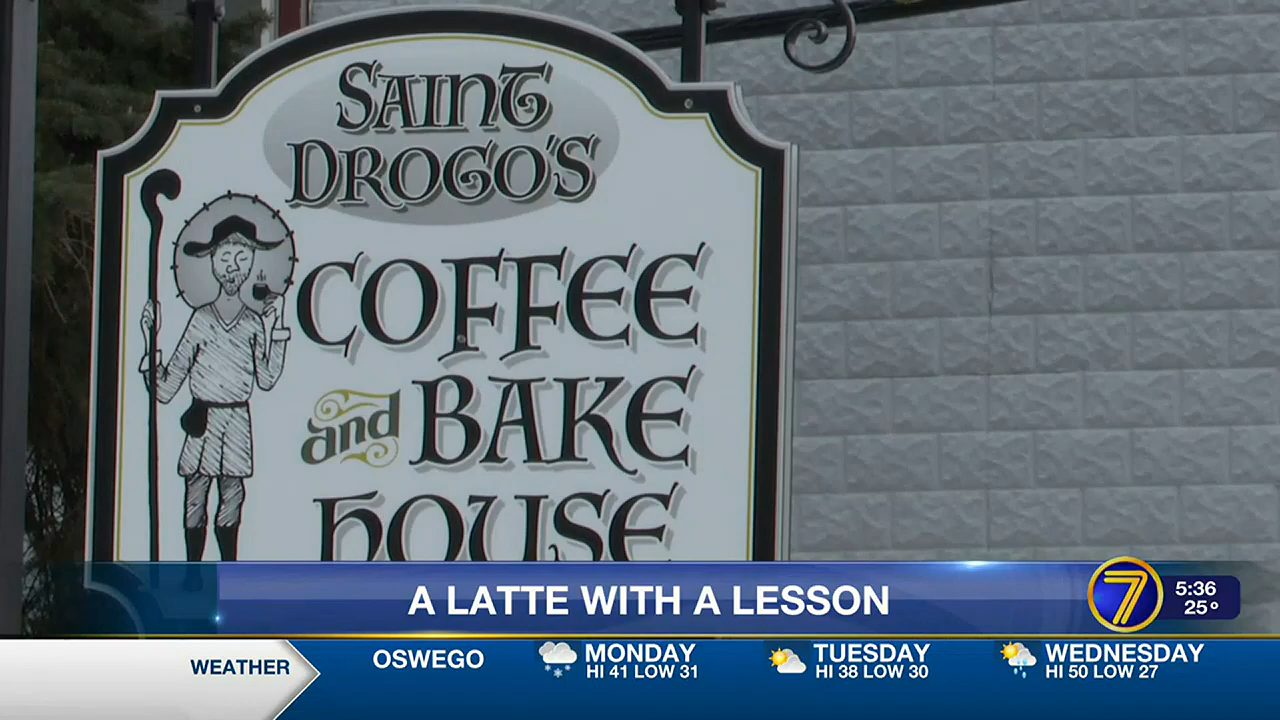 SAINT
DROGO'S
COFFEE
and BAKE
HOUSE
A LATTE WITH A LESSON
7
5:36
25°
WEATHER
OSWEGO
MONDAY
HI 41 LOW 31
TUESDAY
HI 38 LOW 30
WEDNESDAY
HI 50 LOW 27